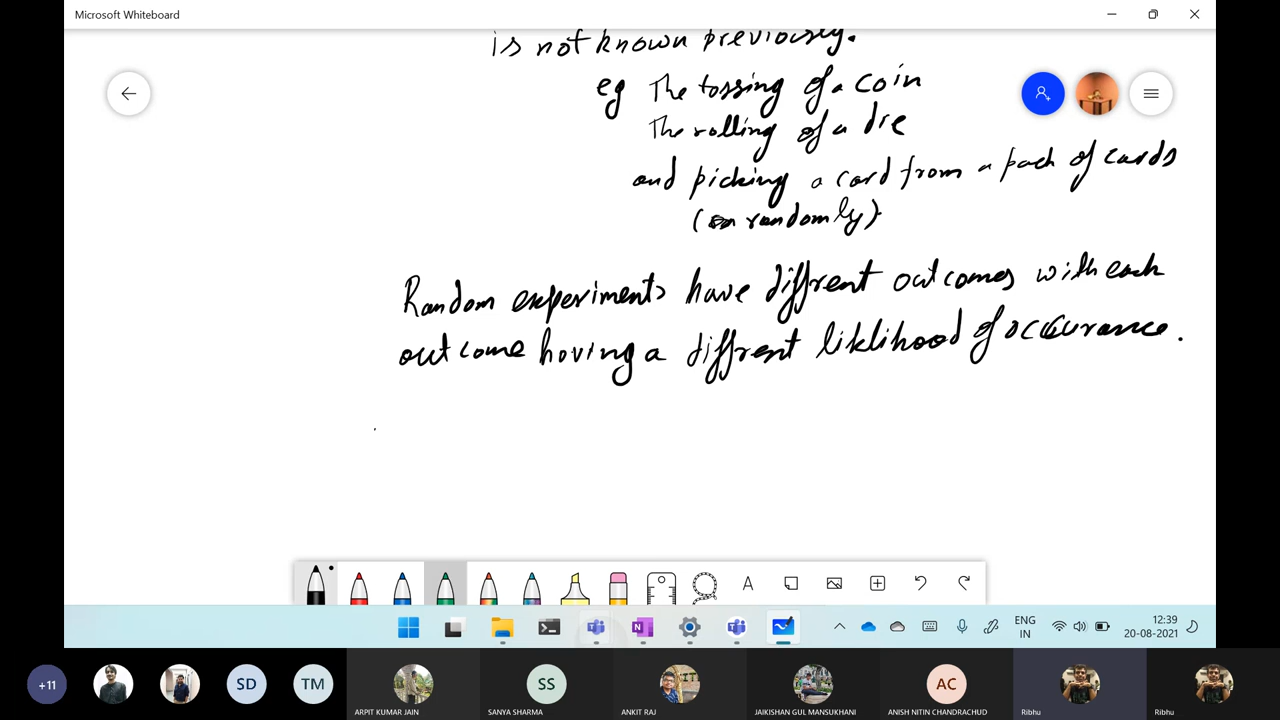 Microsoft Whiteboard
is not known previously.
eg The tossing of a coin
The rolling of a die
and picking a card from a pack of cards
(randomly)
Random experiments have diffrent outcomes with each
outcome having a diffrent liklihood of occurance.
A
ENG
IN
12:39
20-08-2021
+11
SD
TM
ARPIT KUMAR JAIN
SS
SANYA SHARMA
ANKIT RAJ
JAIKISHAN GUL MANSUKHANI
AC
ANISH NITIN CHANDRACHUD
Ribhu
Ribhu